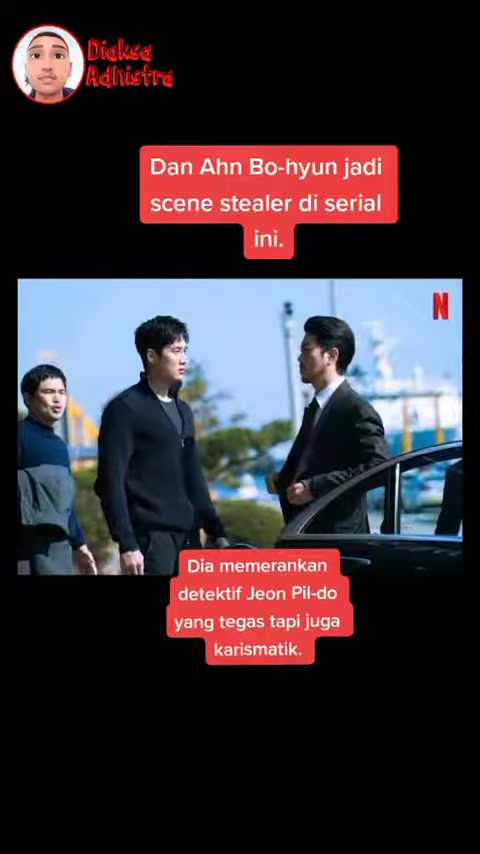 Diaksa
Adhistra
Dan Ahn Bo-hyun jadi
scene stealer di serial
ini.
N
Dia memerankan
detektif Jeon Pil-do
yang tegas tapi juga
karismatik.